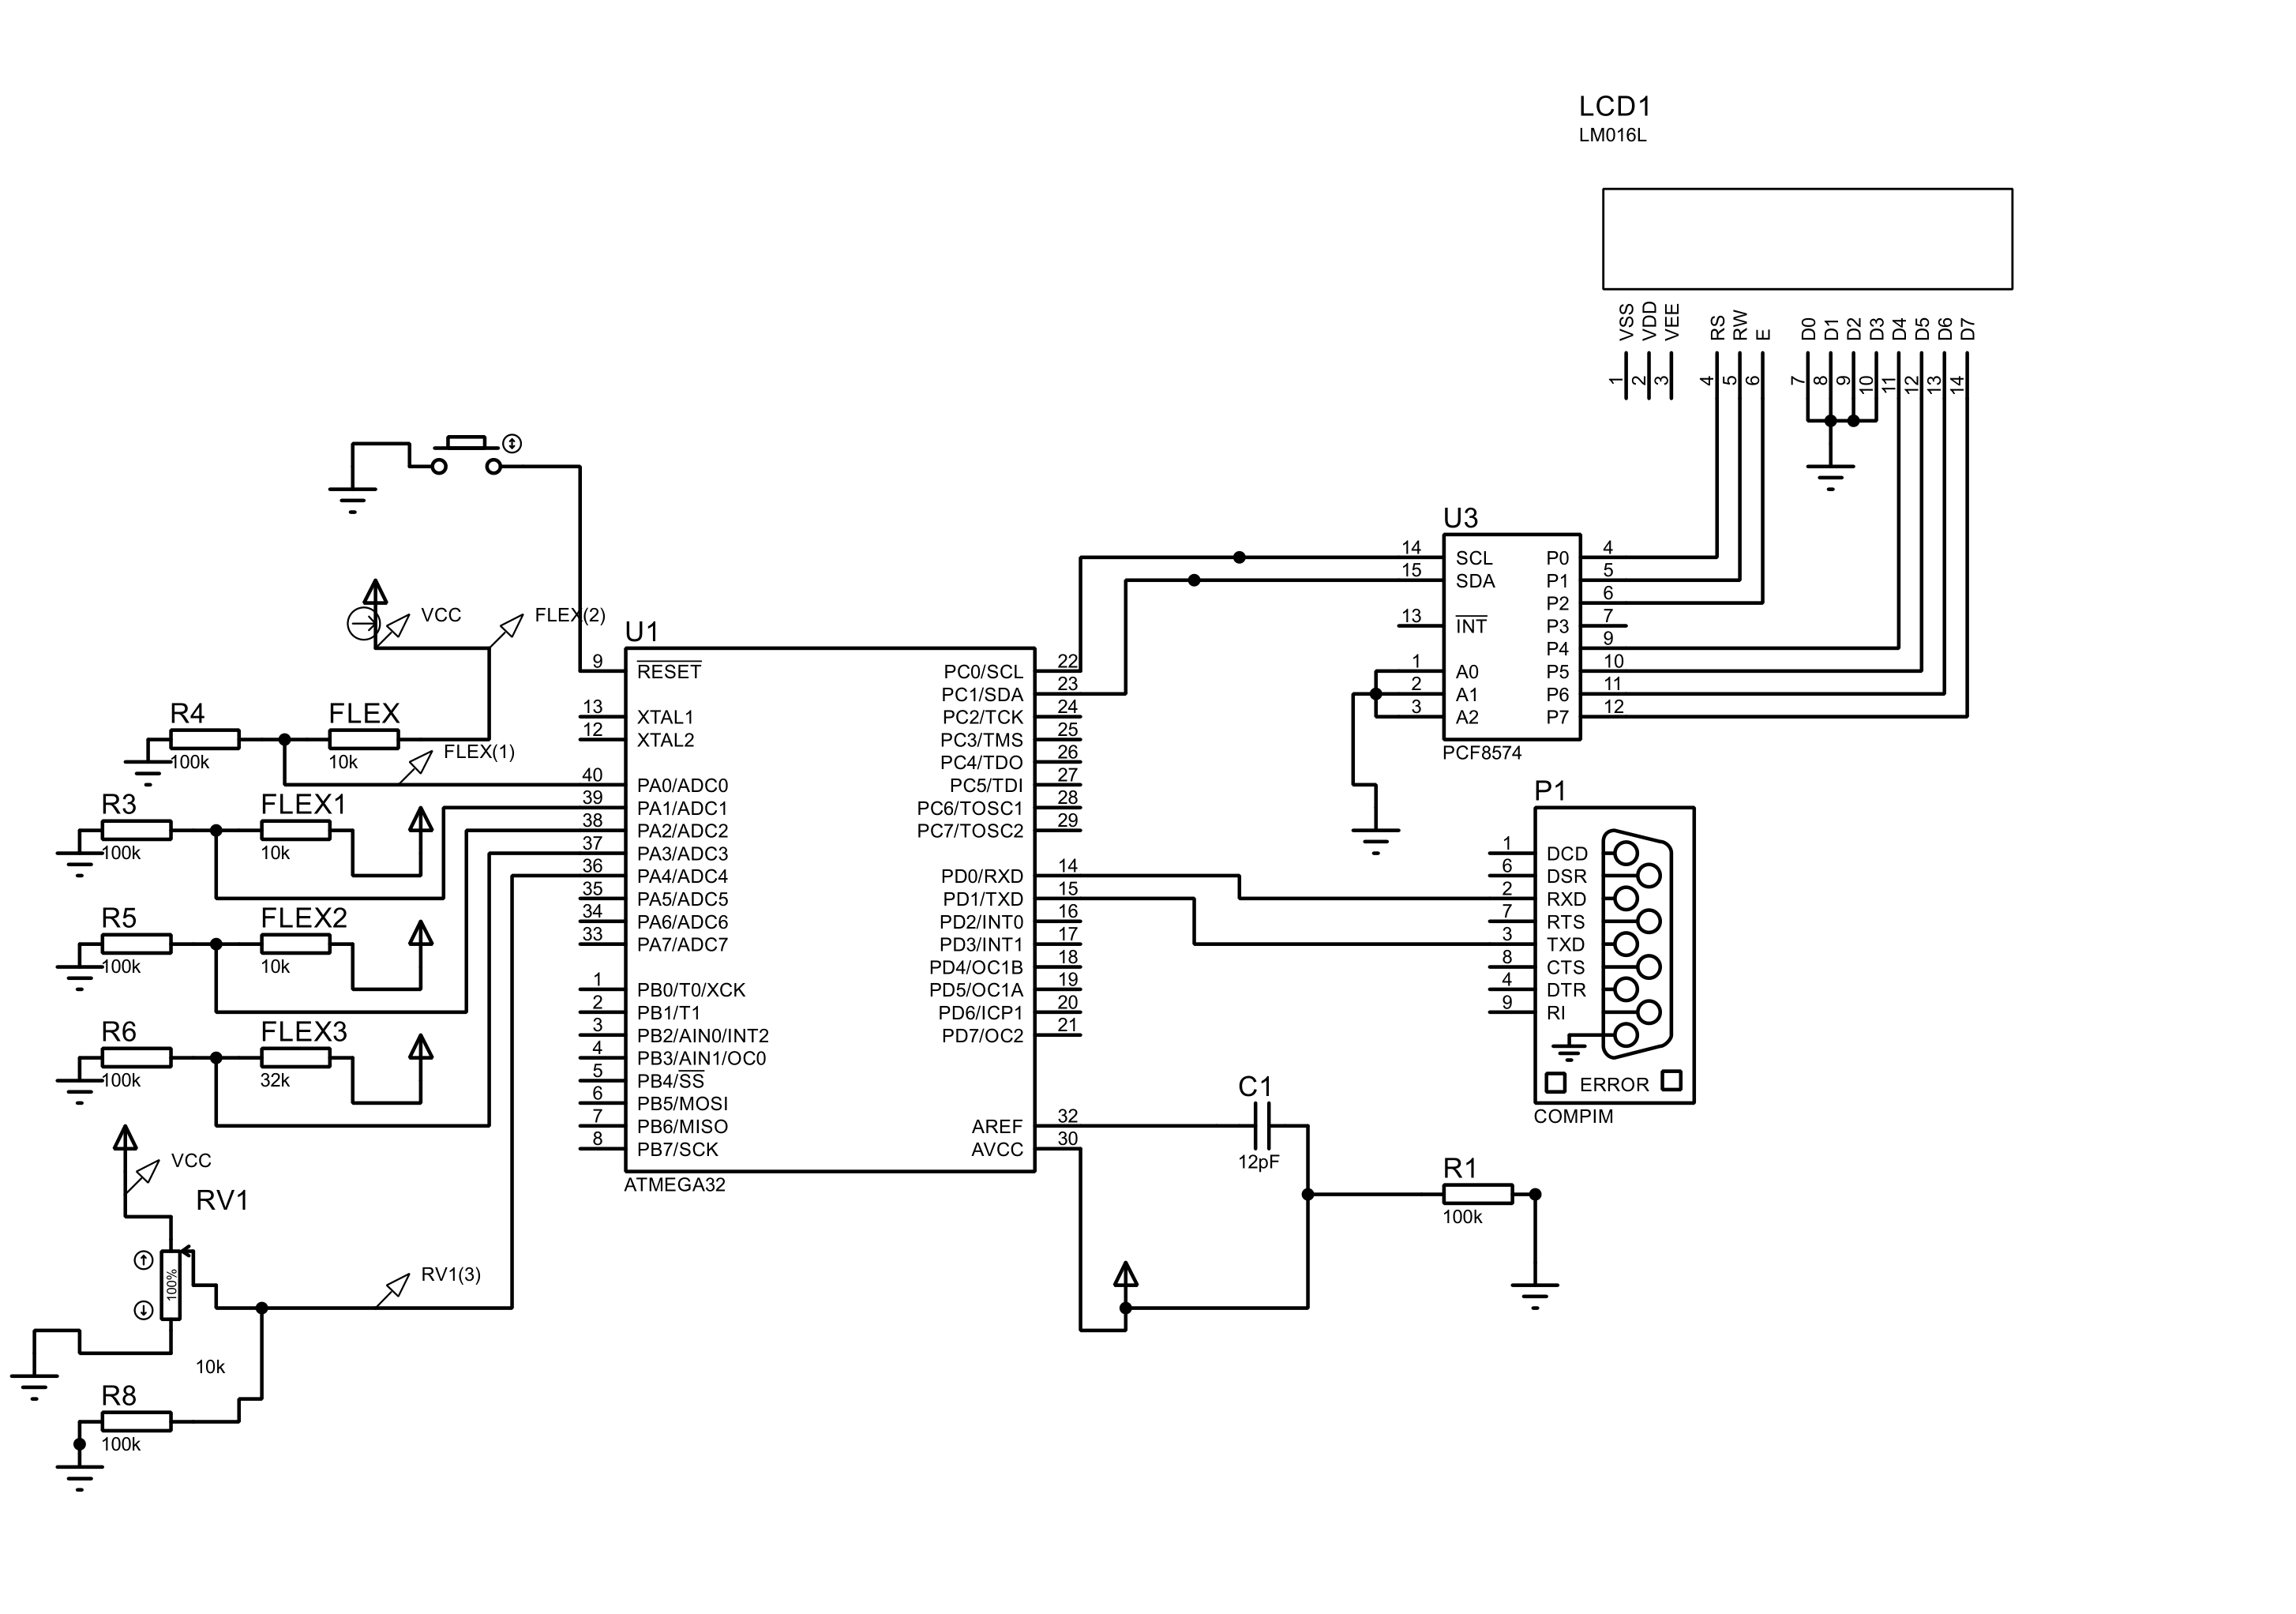 LCD1
LM016L
VSS
VDD
VEE
RS
RW
E
D0
D1
D2
D3
D4
D5
D6
D7
1
2
3
4
5
6
7
8
9
10
11
12
13
14
VCC
FLEX(2)
R4
100k
FLEX
10k
FLEX(1)
R3
100k
FLEX1
10k
R5
100k
FLEX2
10k
R6
100k
FLEX3
32k
VCC
RV1
100%
10k
RV1(3)
R8
100k
U1
9 RESET
13 XTAL1
12 XTAL2
40 PA0/ADC0
39 PA1/ADC1
38 PA2/ADC2
37 PA3/ADC3
36 PA4/ADC4
35 PA5/ADC5
34 PA6/ADC6
33 PA7/ADC7
1 PB0/T0/XCK
2 PB1/T1
3 PB2/AIN0/INT2
4 PB3/AIN1/OC0
5 PB4/SS
6 PB5/MOSI
7 PB6/MISO
8 PB7/SCK
PC0/SCL 22
PC1/SDA 23
PC2/TCK 24
PC3/TMS 25
PC4/TDO 26
PC5/TDI 27
PC6/TOSC1 28
PC7/TOSC2 29
PD0/RXD 14
PD1/TXD 15
PD2/INT0 16
PD3/INT1 17
PD4/OC1B 18
PD5/OC1A 19
PD6/ICP1 20
PD7/OC2 21
AREF 32
AVCC 30
ATMEGA32
U3
14 SCL P0 4
15 SDA P1 5
P2 6
13 INT P3 7
P4 9
1 A0 P5 10
2 A1 P6 11
3 A2 P7 12
PCF8574
P1
1 DCD
6 DSR
2 RXD
7 RTS
3 TXD
8 CTS
4 DTR
9 RI
ERROR
COMPIM
C1
12pF
R1
100k